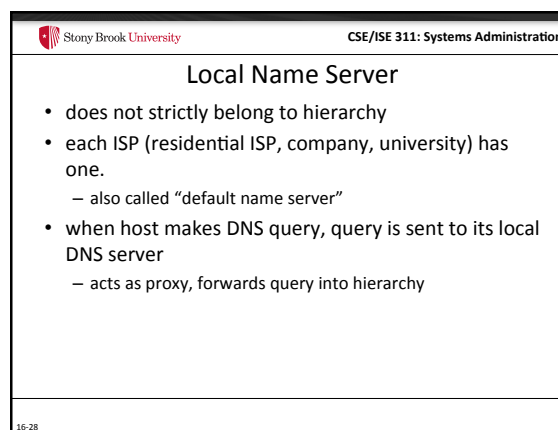 Stony Brook University
CSE/ISE 311: Systems Administration
Local Name Server
• does not strictly belong to hierarchy
• each ISP (residential ISP, company, university) has
one.
– also called “default name server”
• when host makes DNS query, query is sent to its local
DNS server
– acts as proxy, forwards query into hierarchy
16-28